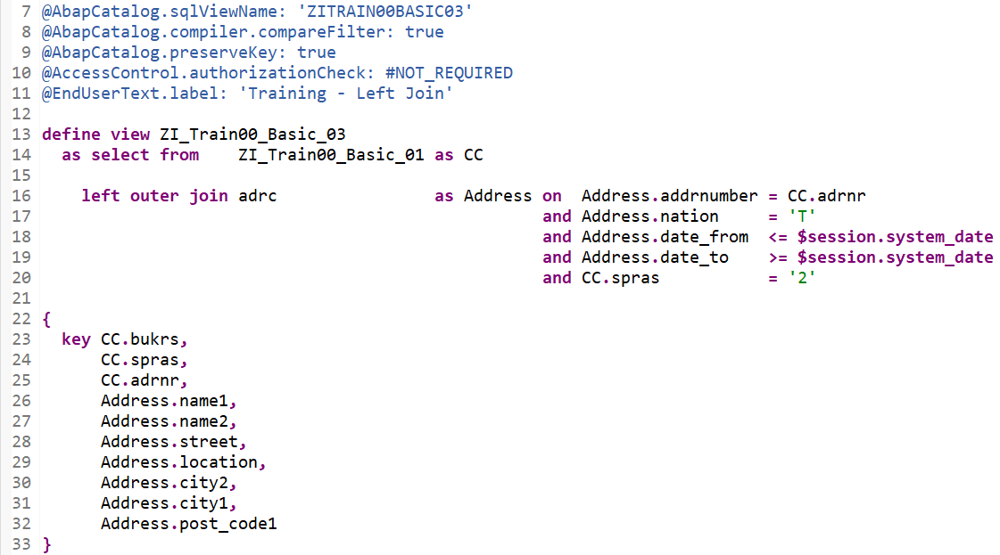 7 @AbapCatalog.sqlViewName: 'ZITRAIN00BASIC03'
8 @AbapCatalog.compiler.compareFilter: true
9 @AbapCatalog.preserveKey: true
10 @AccessControl.authorizationCheck: #NOT_REQUIRED
11 @EndUserText.label: 'Training - Left Join'
12
13 define view ZI_Train00_Basic_03
14   as select from    ZI_Train00_Basic_01 as CC
15
16     left outer join adrc                as Address on  Address.addrnumber = CC.adrnr
17                                                    and Address.nation     = 'T'
18                                                    and Address.date_from  <= $session.system_date
19                                                    and Address.date_to    >= $session.system_date
20                                                    and CC.spras           = '2'
21
22 {
23   key CC.bukrs,
24       CC.spras,
25       CC.adrnr,
26       Address.name1,
27       Address.name2,
28       Address.street,
29       Address.location,
30       Address.city2,
31       Address.city1,
32       Address.post_code1
33 }